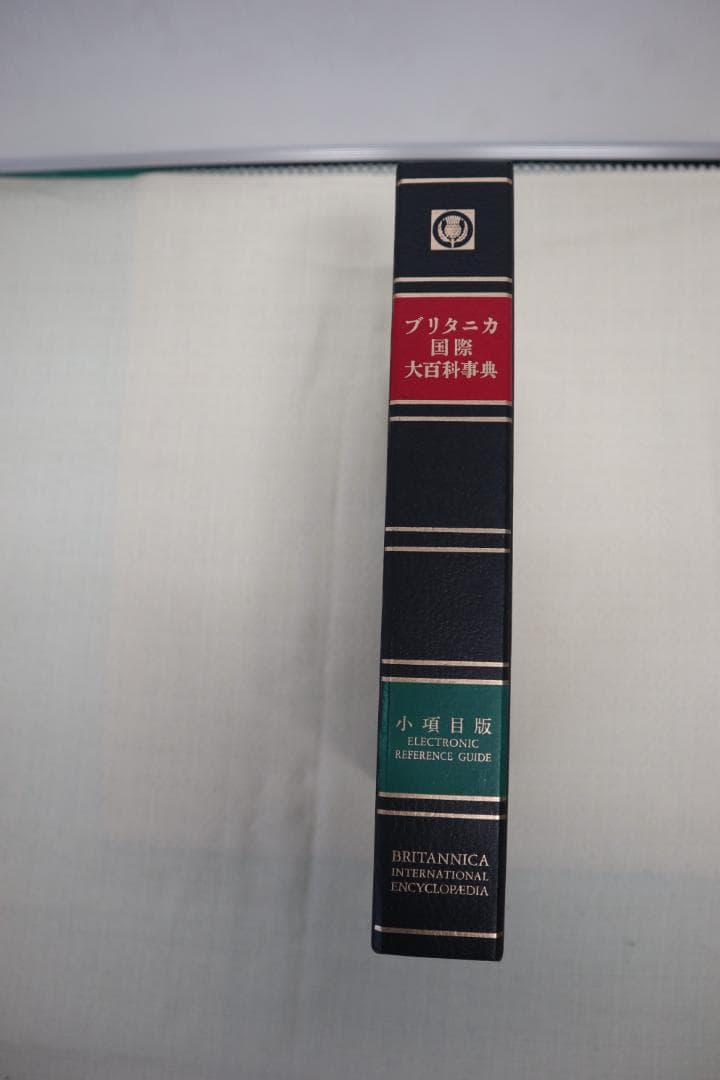 ブリタニカ
国際
大百科事典
小項目版
ELECTRONIC
REFERENCE GUIDE
BRITANNICA
INTERNATIONAL
ENCYCLOPÆDIA